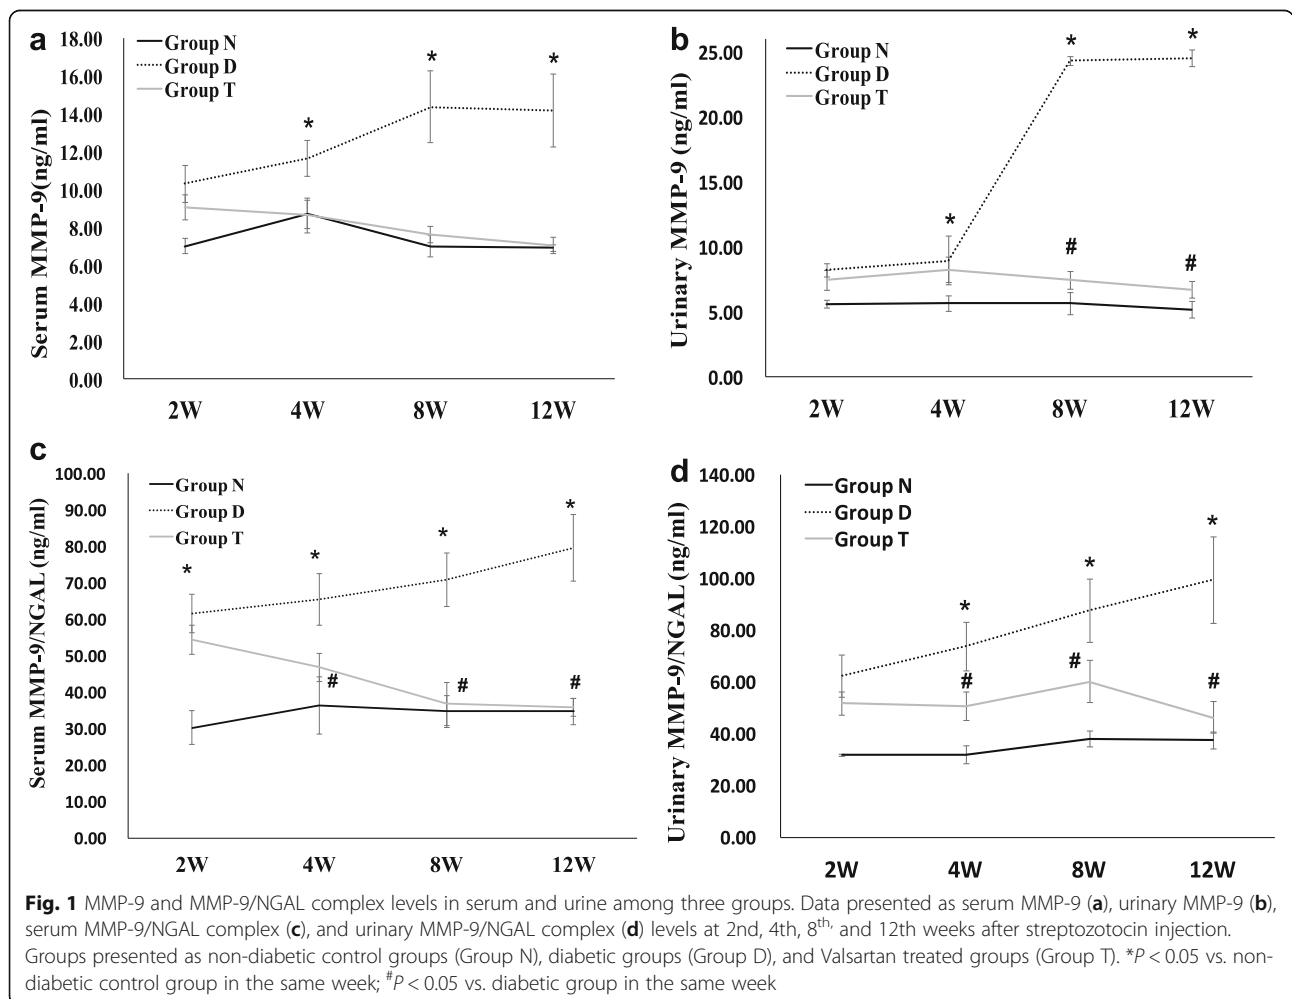 a
18.00
16.00
14.00
12.00
10.00
8.00
6.00
4.00
2.00
0.00
Serum MMP-9(ng/ml)
Group N
Group D
Group T
*
*
*
2W 4W 8W 12W
b
25.00
20.00
15.00
10.00
5.00
0.00
Urinary MMP-9 (ng/ml)
Group N
Group D
Group T
*
*
*
#
#
2W 4W 8W 12W
c
100.00
90.00
80.00
70.00
60.00
50.00
40.00
30.00
20.00
10.00
0.00
Serum MMP-9/NGAL (ng/ml)
Group N
Group D
Group T
*
*
*
*
#
#
#
2W 4W 8W 12W
d
140.00
120.00
100.00
80.00
60.00
40.00
20.00
0.00
Urinary MMP-9/NGAL (ng/ml)
Group N
Group D
Group T
*
*
*
#
#
#
2W 4W 8W 12W
Fig. 1 MMP-9 and MMP-9/NGAL complex levels in serum and urine among three groups. Data presented as serum MMP-9 (a), urinary MMP-9 (b),
serum MMP-9/NGAL complex (c), and urinary MMP-9/NGAL complex (d) levels at 2nd, 4th, 8th, and 12th weeks after streptozotocin injection.
Groups presented as non-diabetic control groups (Group N), diabetic groups (Group D), and Valsartan treated groups (Group T). *P < 0.05 vs. non-
diabetic control group in the same week; #P < 0.05 vs. diabetic group in the same week